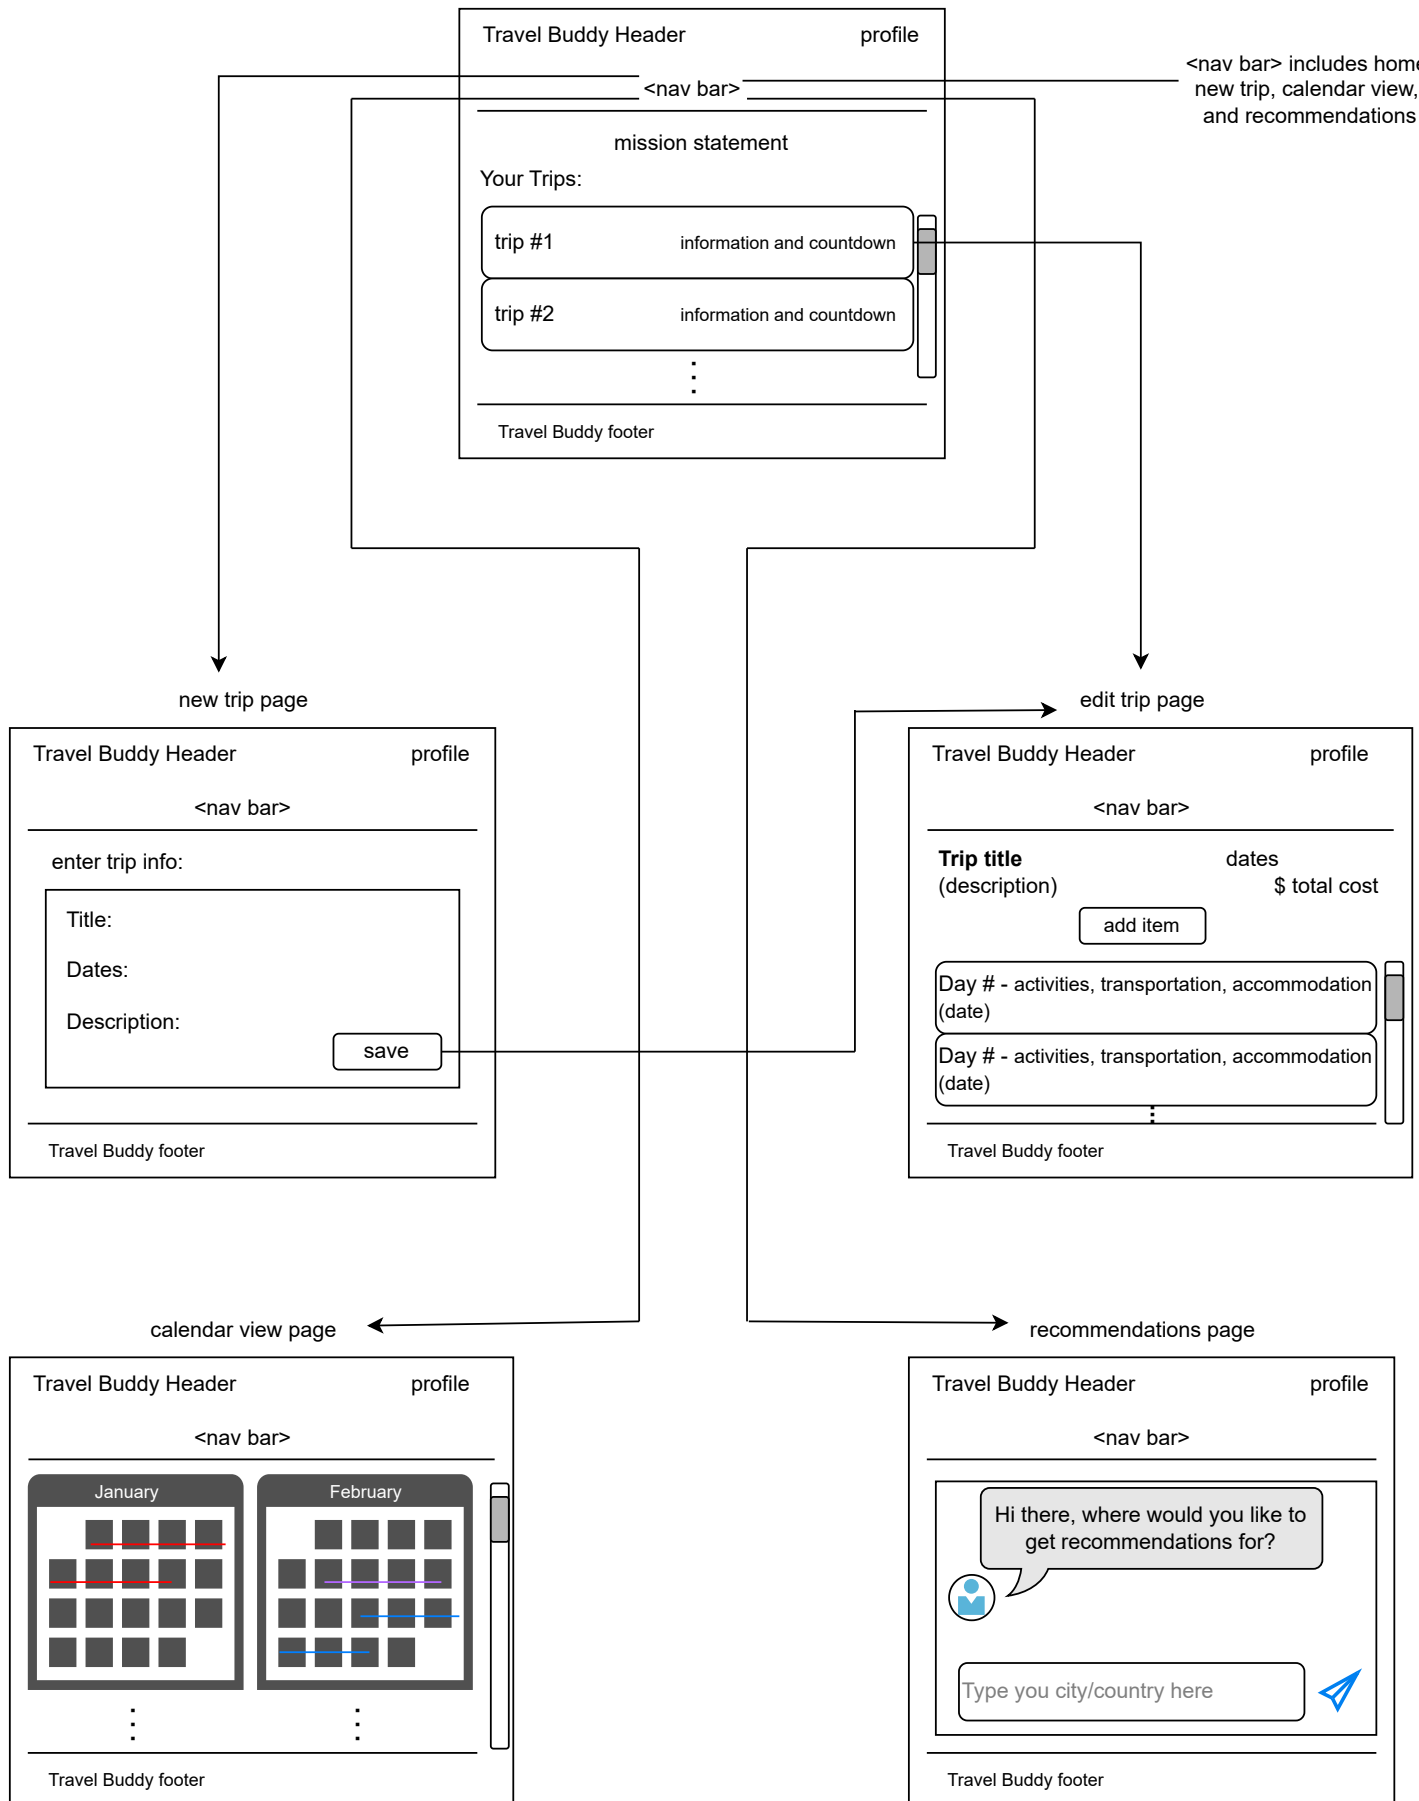 Travel Buddy Header
profile
<nav bar>
<nav bar> includes home
new trip, calendar view,
and recommendations
mission statement
Your Trips:
trip #1
information and countdown
trip #2
information and countdown
Travel Buddy footer
new trip page
Travel Buddy Header
profile
<nav bar>
enter trip info:
Title:
Dates:
Description:
save
Travel Buddy footer
edit trip page
Travel Buddy Header
profile
<nav bar>
Trip title
dates
(description)
$ total cost
add item
Day # - activities, transportation, accommodation
(date)
Day # - activities, transportation, accommodation
(date)
Travel Buddy footer
calendar view page
Travel Buddy Header
profile
<nav bar>
January
February
Travel Buddy footer
recommendations page
Travel Buddy Header
profile
<nav bar>
Hi there, where would you like to
get recommendations for?
Type you city/country here
Travel Buddy footer